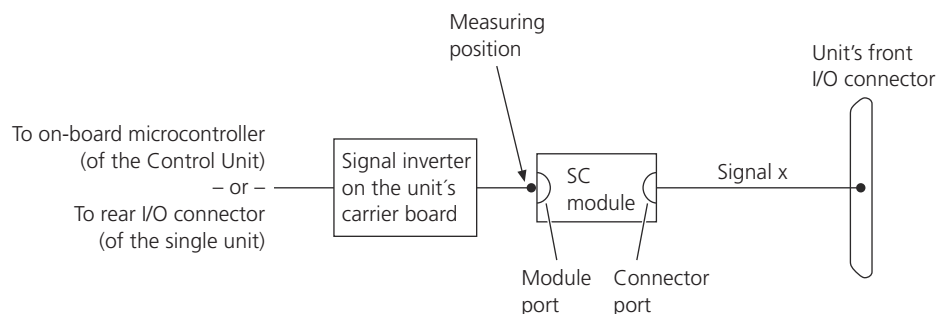 Measuring
position
Unit's front
I/O connector
To on-board microcontroller
(of the Control Unit)
– or –
To rear I/O connector
(of the single unit)
Signal inverter
on the unit´s
carrier board
SC
module
Signal x
Module
port
Connector
port